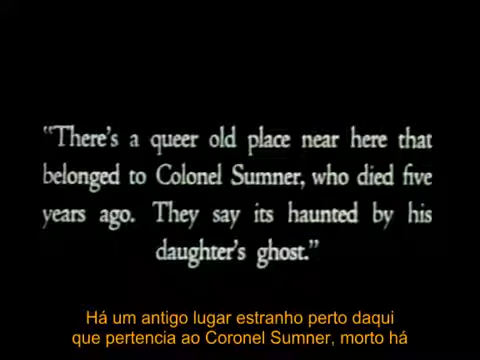 "There's a queer old place near here that
belonged to Colonel Sumner, who died five
years ago. They say its haunted by his
daughter's ghost."
Há um antigo lugar estranho perto daqui
que pertencia ao Coronel Sumner, morto há